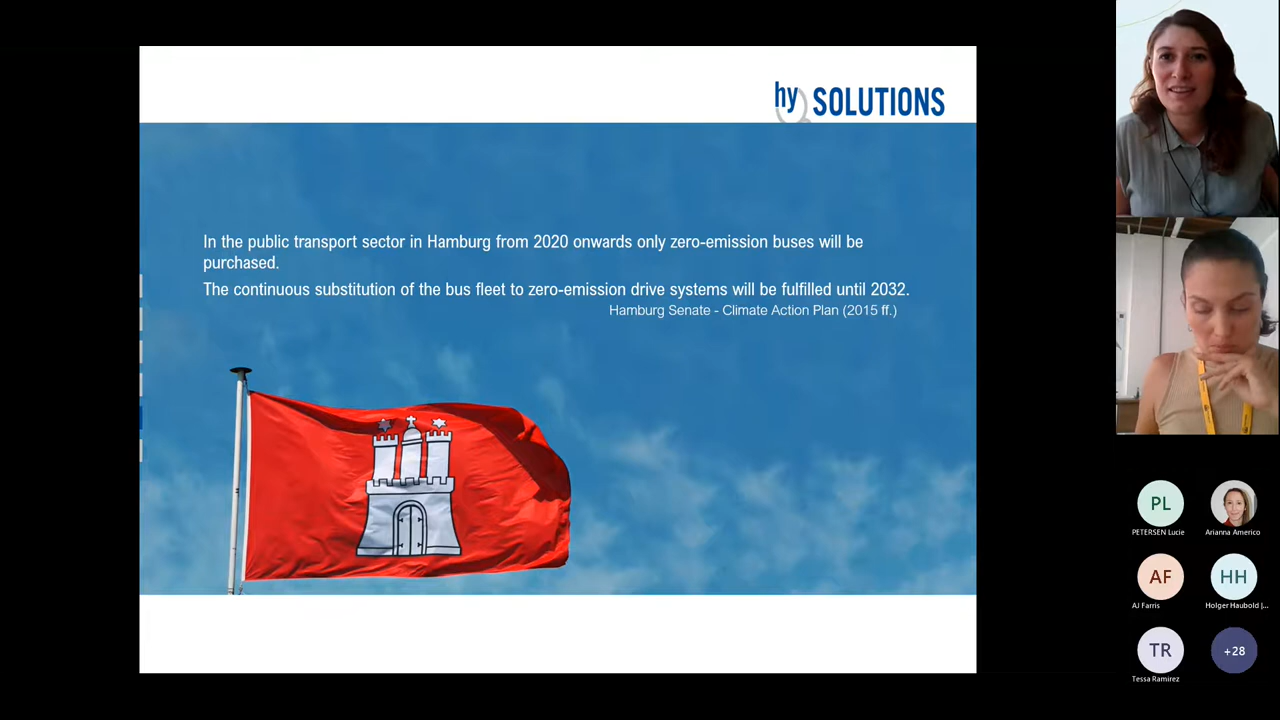 hy SOLUTIONS
In the public transport sector in Hamburg from 2020 onwards only zero-emission buses will be
purchased.
The continuous substitution of the bus fleet to zero-emission drive systems will be fulfilled until 2032.
Hamburg Senate - Climate Action Plan (2015 ff.)
PL
PETERSEN Lucie
Arianna Americo
AF
AJ Farris
HH
Holger Haubold |...
TR
Tessa Ramirez
+28